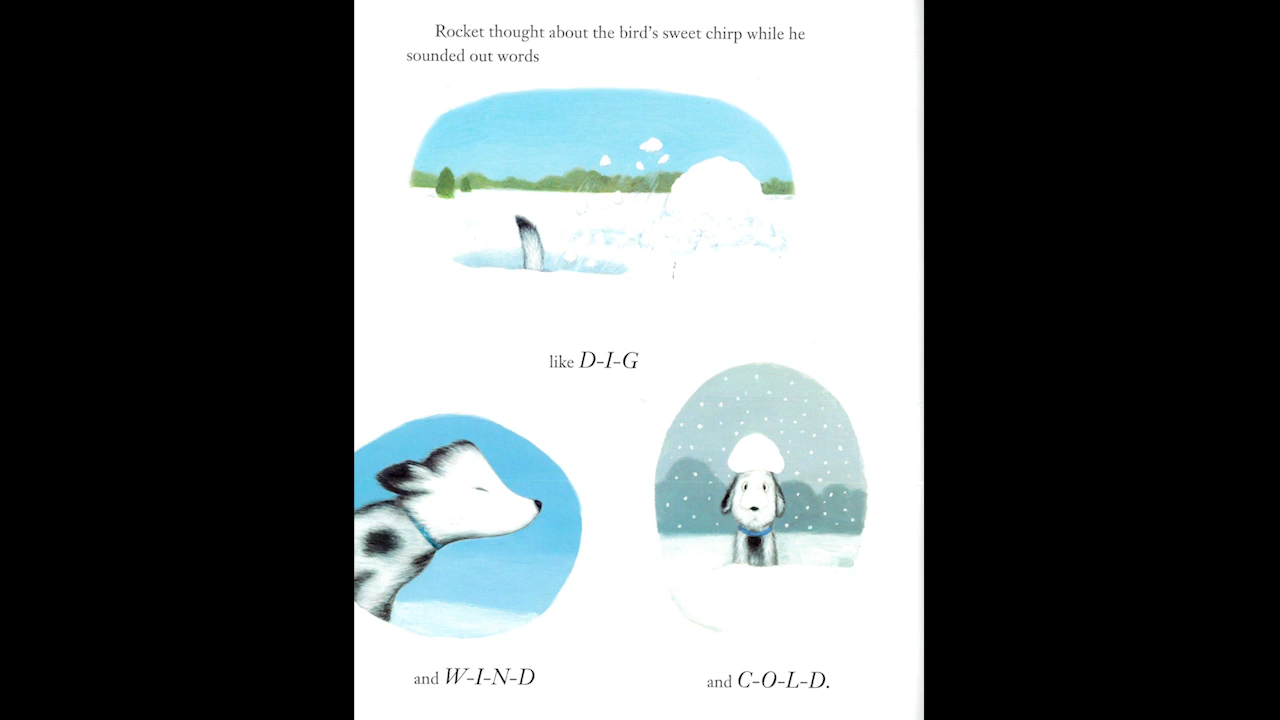 Rocket thought about the bird's sweet chirp while he
sounded out words
like D-I-G
and W-I-N-D
and C-O-L-D.